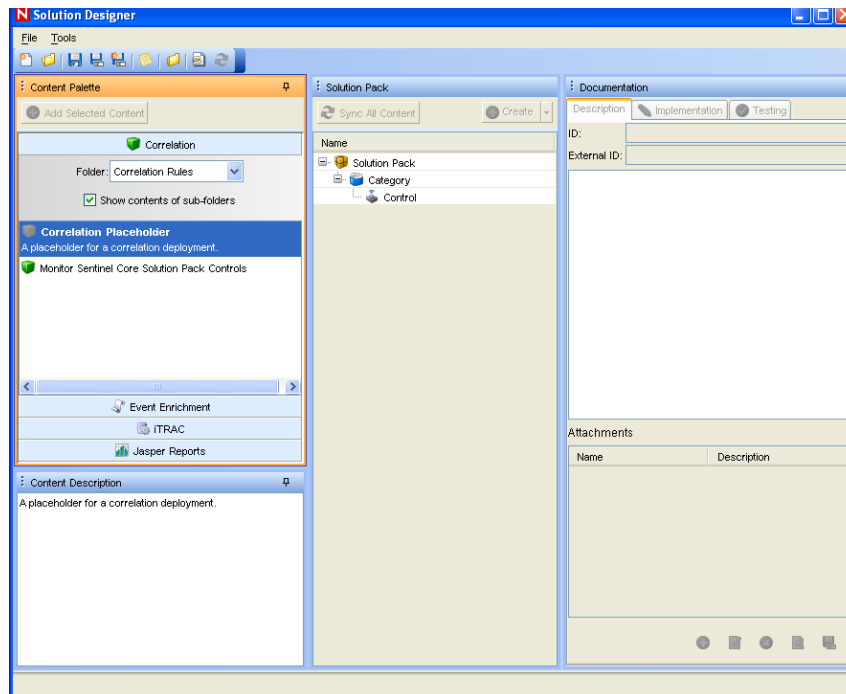 N Solution Designer
File Tools
Content Palette
Add Selected Content
Correlation
Folder: Correlation Rules
Show contents of sub-folders
Correlation Placeholder
A placeholder for a correlation deployment.
Monitor Sentinel Core Solution Pack Controls
Event Enrichment
iTRAC
Jasper Reports
Content Description
A placeholder for a correlation deployment.
Solution Pack
Sync All Content Create
Name
Solution Pack
Category
Control
Documentation
Description Implementation Testing
ID:
External ID:
Attachments
Name Description